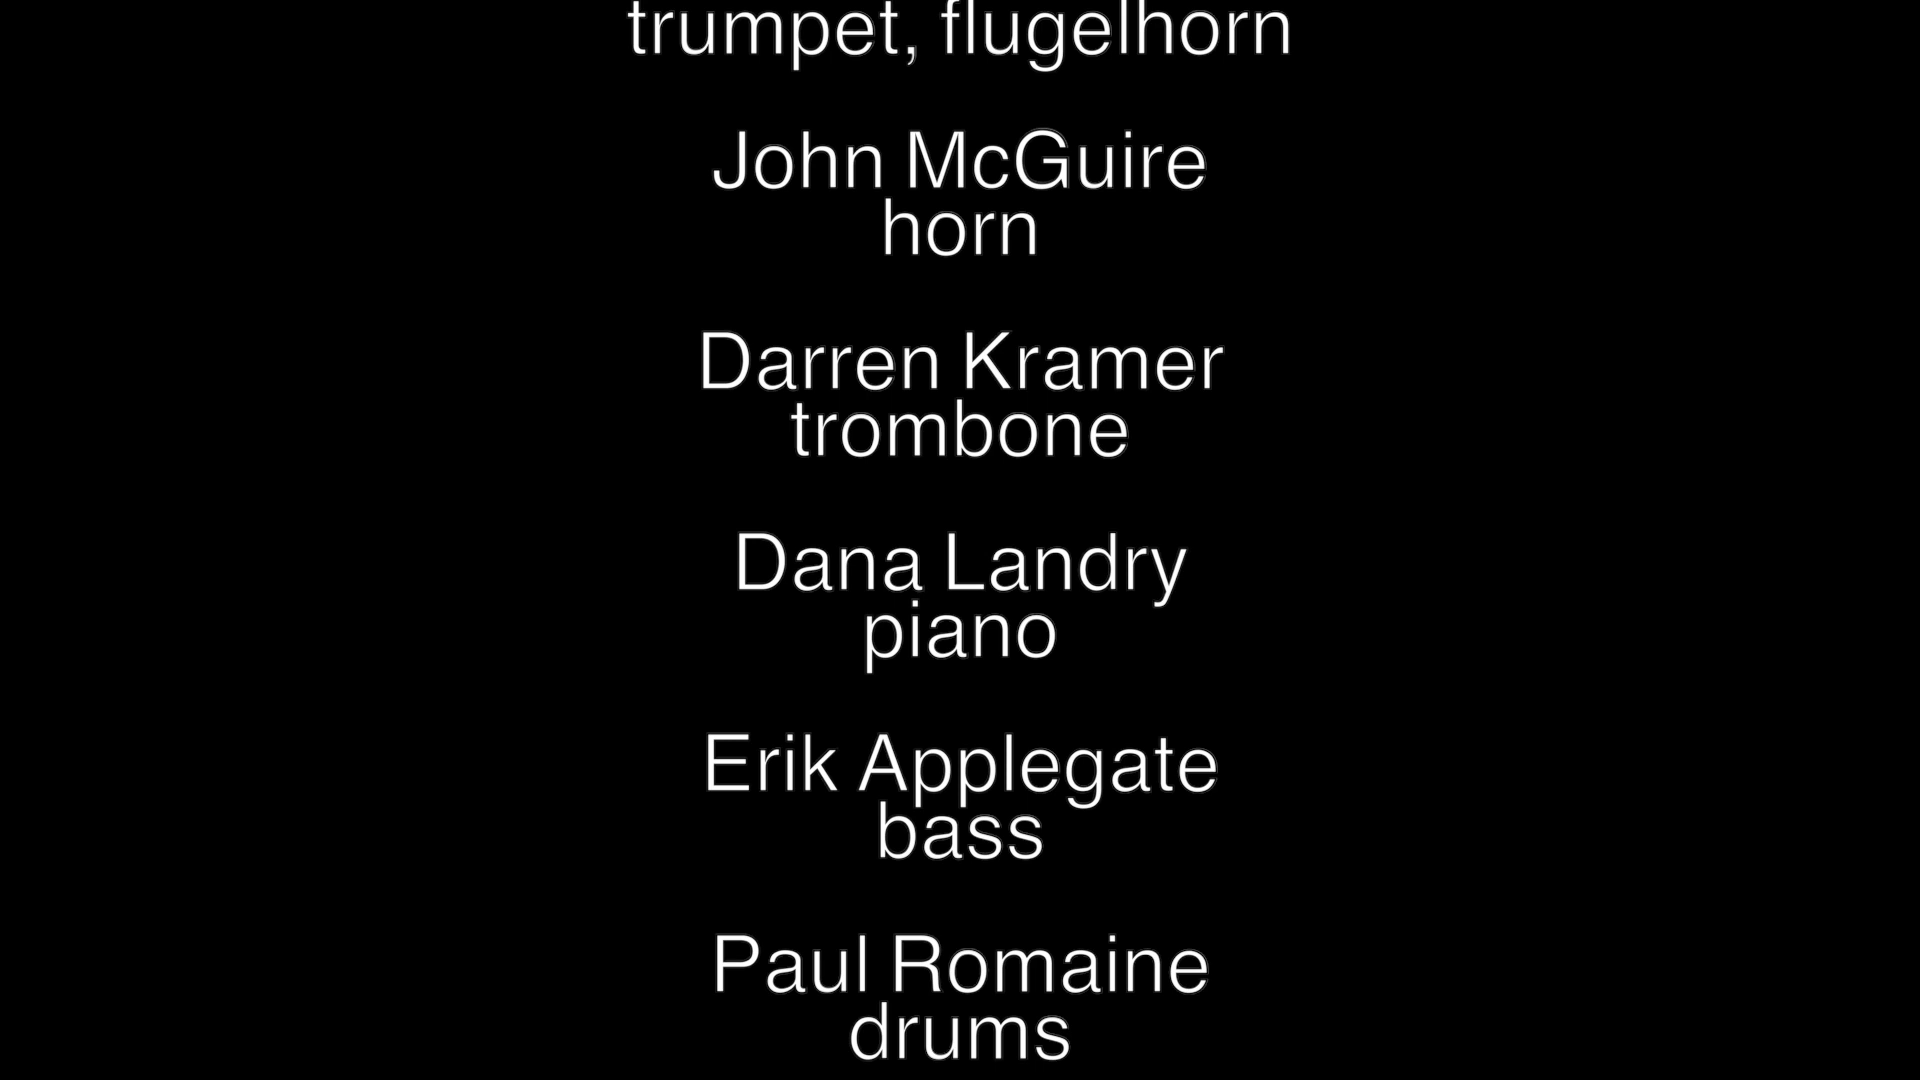 trumpet, flugelhorn
John McGuire
horn
Darren Kramer
trombone
Dana Landry
piano
Erik Applegate
bass
Paul Romaine
drums